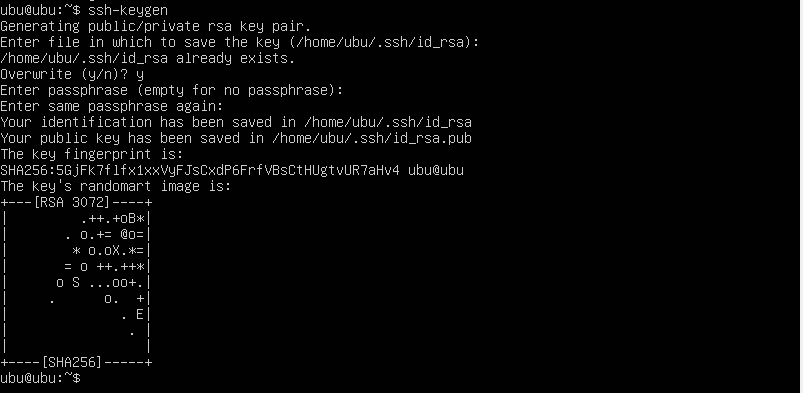 ubu@ubu:~$ ssh-keygen
Generating public/private rsa key pair.
Enter file in which to save the key (/home/ubu/.ssh/id_rsa):
/home/ubu/.ssh/id_rsa already exists.
Overwrite (y/n)? y
Enter passphrase (empty for no passphrase):
Enter same passphrase again:
Your identification has been saved in /home/ubu/.ssh/id_rsa
Your public key has been saved in /home/ubu/.ssh/id_rsa.pub
The key fingerprint is:
SHA256:5GjFk7flfx1xxVyFJsCxdP6FrfVBsCtHUgtvUR7aHv4 ubu@ubu
The key's randomart image is:
+---[RSA 3072]----+
|         .++.+oB*|
|       . o.+= @o=|
|        * o.oX.*=|
|       = o ++.++*|
|      o S ...oo+.|
|     .      o.  +|
|              . E|
|               . |
|                 |
+----[SHA256]-----+
ubu@ubu:~$